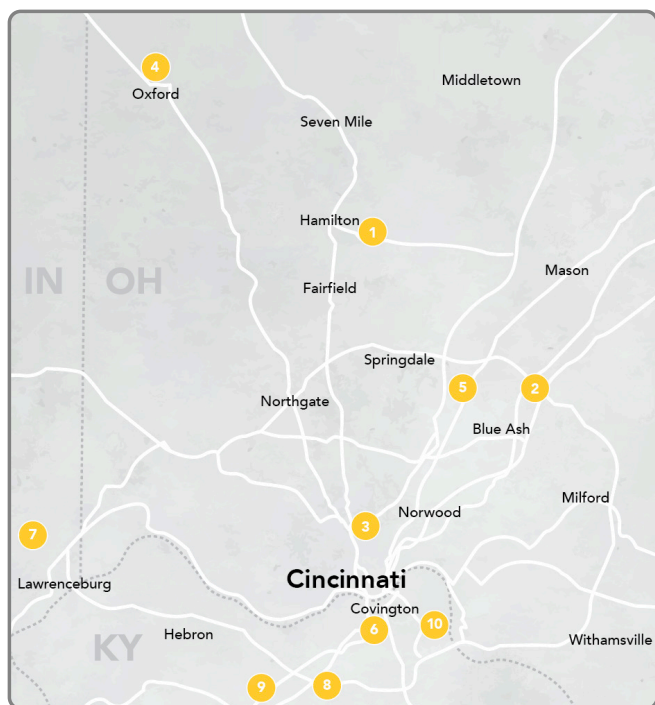 4
Oxford
Middletown
Seven Mile
Hamilton
1
IN
OH
Mason
Fairfield
Springdale
5
2
Northgate
Blue Ash
Milford
Norwood
3
7
Cincinnati
Lawrenceburg
Covington
10
6
Hebron
Withamsville
KY
9
8